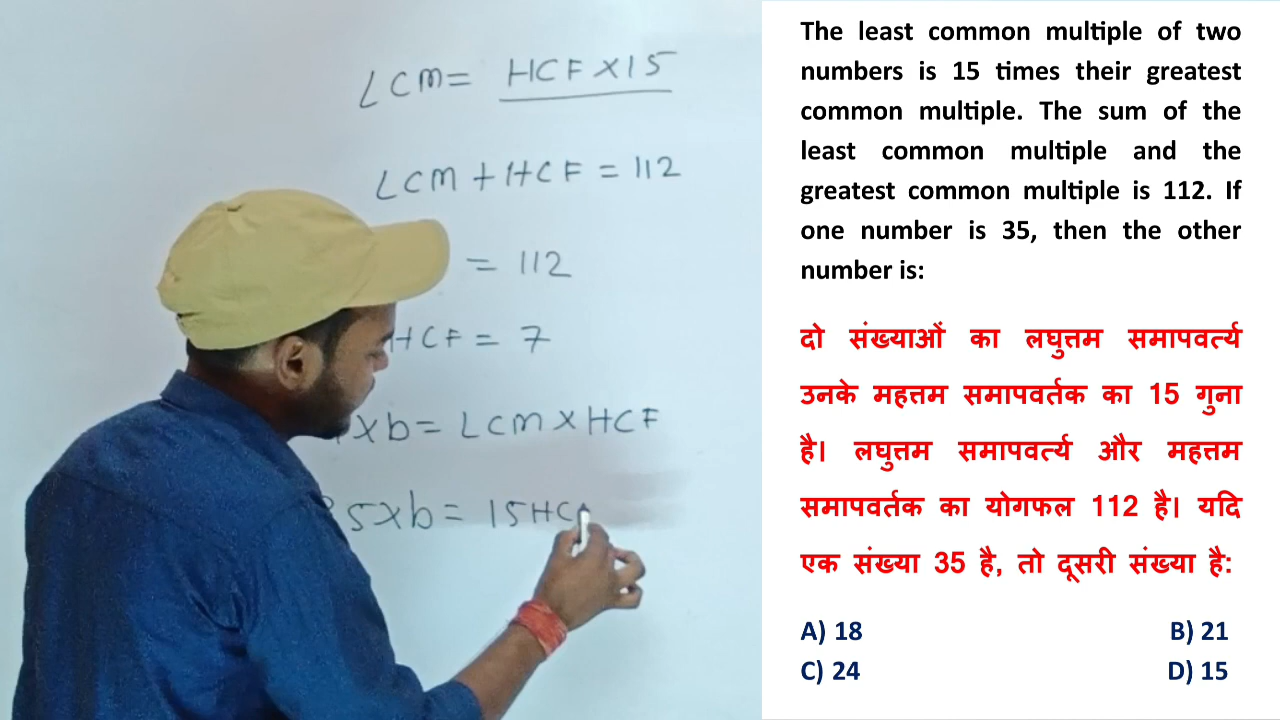 LCM = HCF X 15
LCM + HCF = 112
= 112
HCF = 7
X b = LCM X HCF
5 X b = 15 HC
The least common multiple of two
numbers is 15 times their greatest
common multiple. The sum of the
least common multiple and the
greatest common multiple is 112. If
one number is 35, then the other
number is:
दो संख्याओं का लघुत्तम समापवर्त्य
उनके महत्तम समापवर्तक का 15 गुना
है। लघुत्तम समापवर्त्य और महत्तम
समापवर्तक का योगफल 112 है। यदि
एक संख्या 35 है, तो दूसरी संख्या है:
A) 18 B) 21
C) 24 D) 15